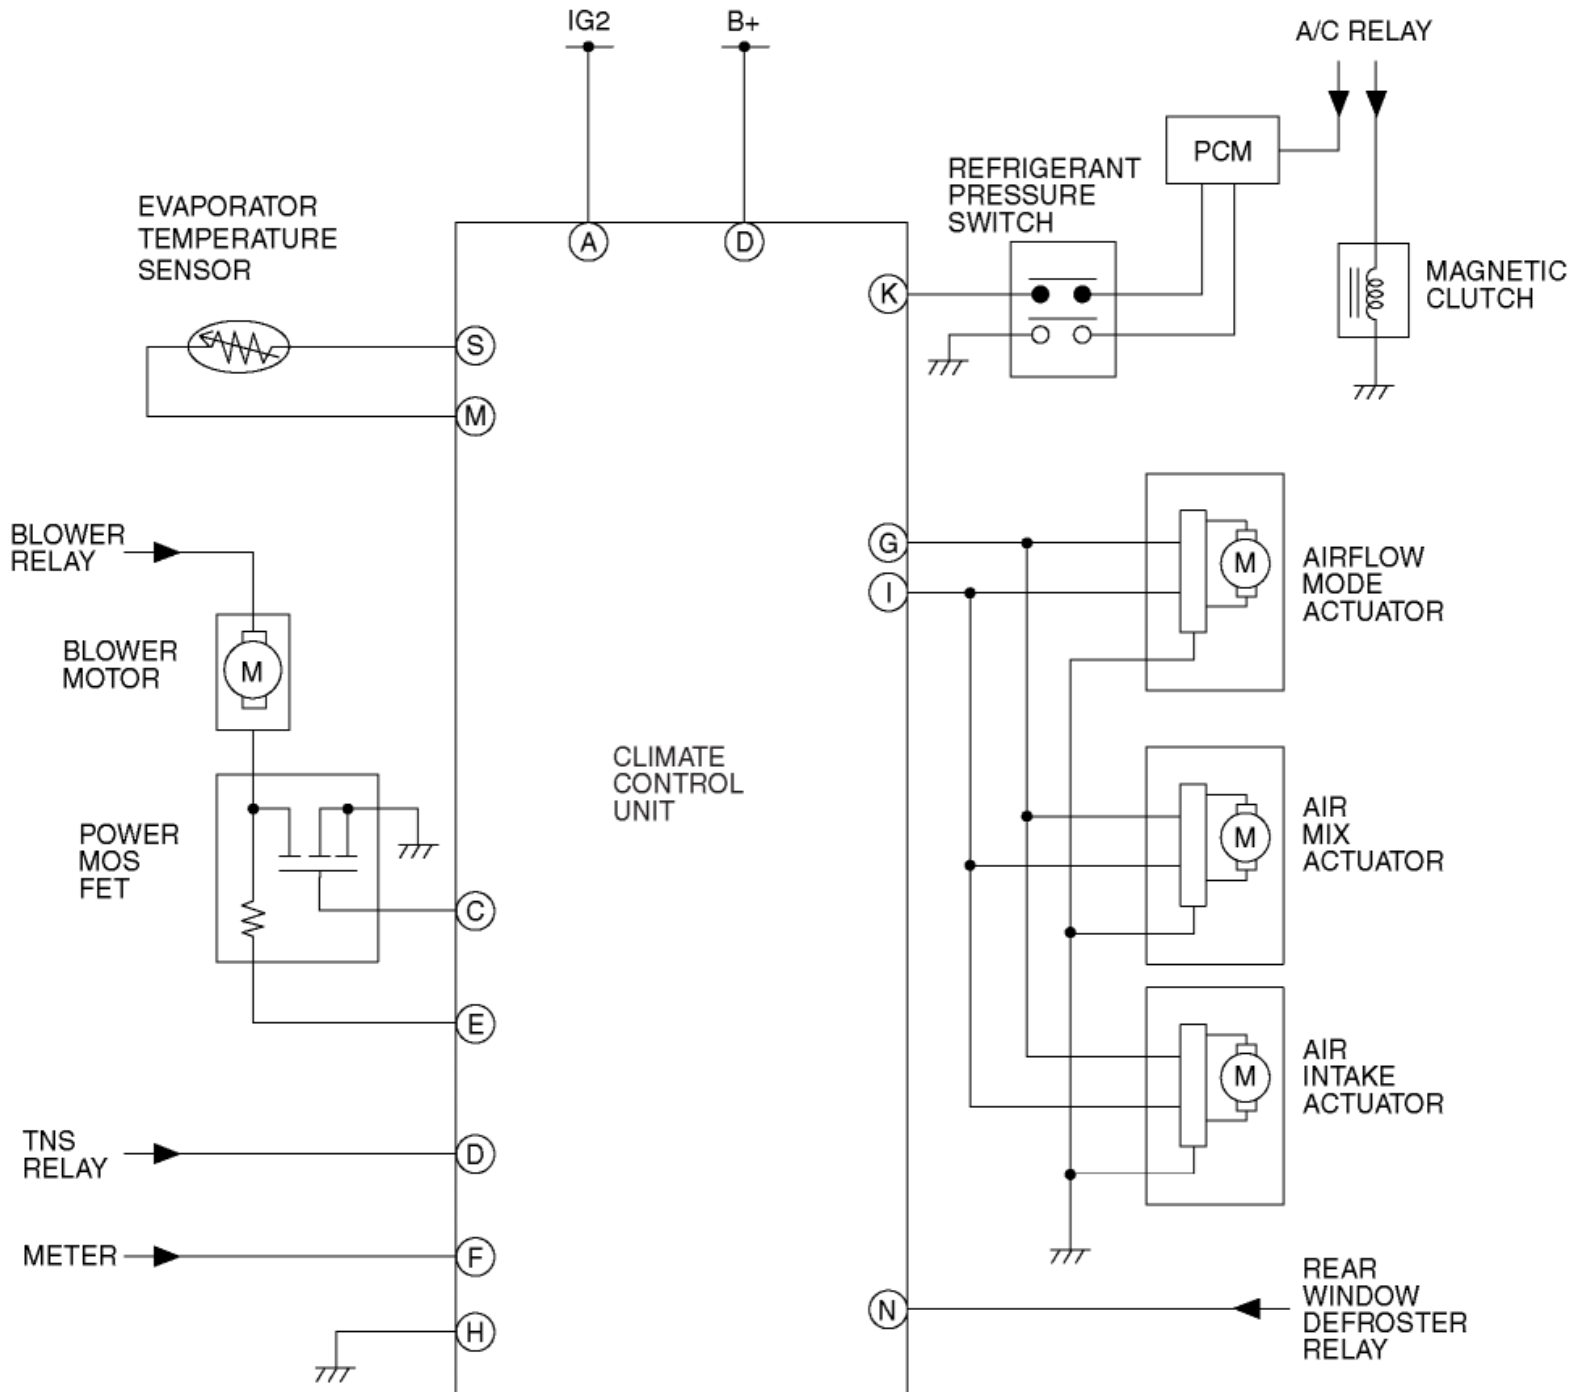 IG2
B+
A/C RELAY
PCM
REFRIGERANT
PRESSURE
SWITCH
EVAPORATOR
TEMPERATURE
SENSOR
A
D
K
MAGNETIC
CLUTCH
S
M
BLOWER
RELAY
G
I
M
AIRFLOW
MODE
ACTUATOR
BLOWER
MOTOR
M
CLIMATE
CONTROL
UNIT
POWER
MOS
FET
M
AIR
MIX
ACTUATOR
C
E
M
AIR
INTAKE
ACTUATOR
TNS
RELAY
D
METER
F
N
REAR
WINDOW
DEFROSTER
RELAY
H